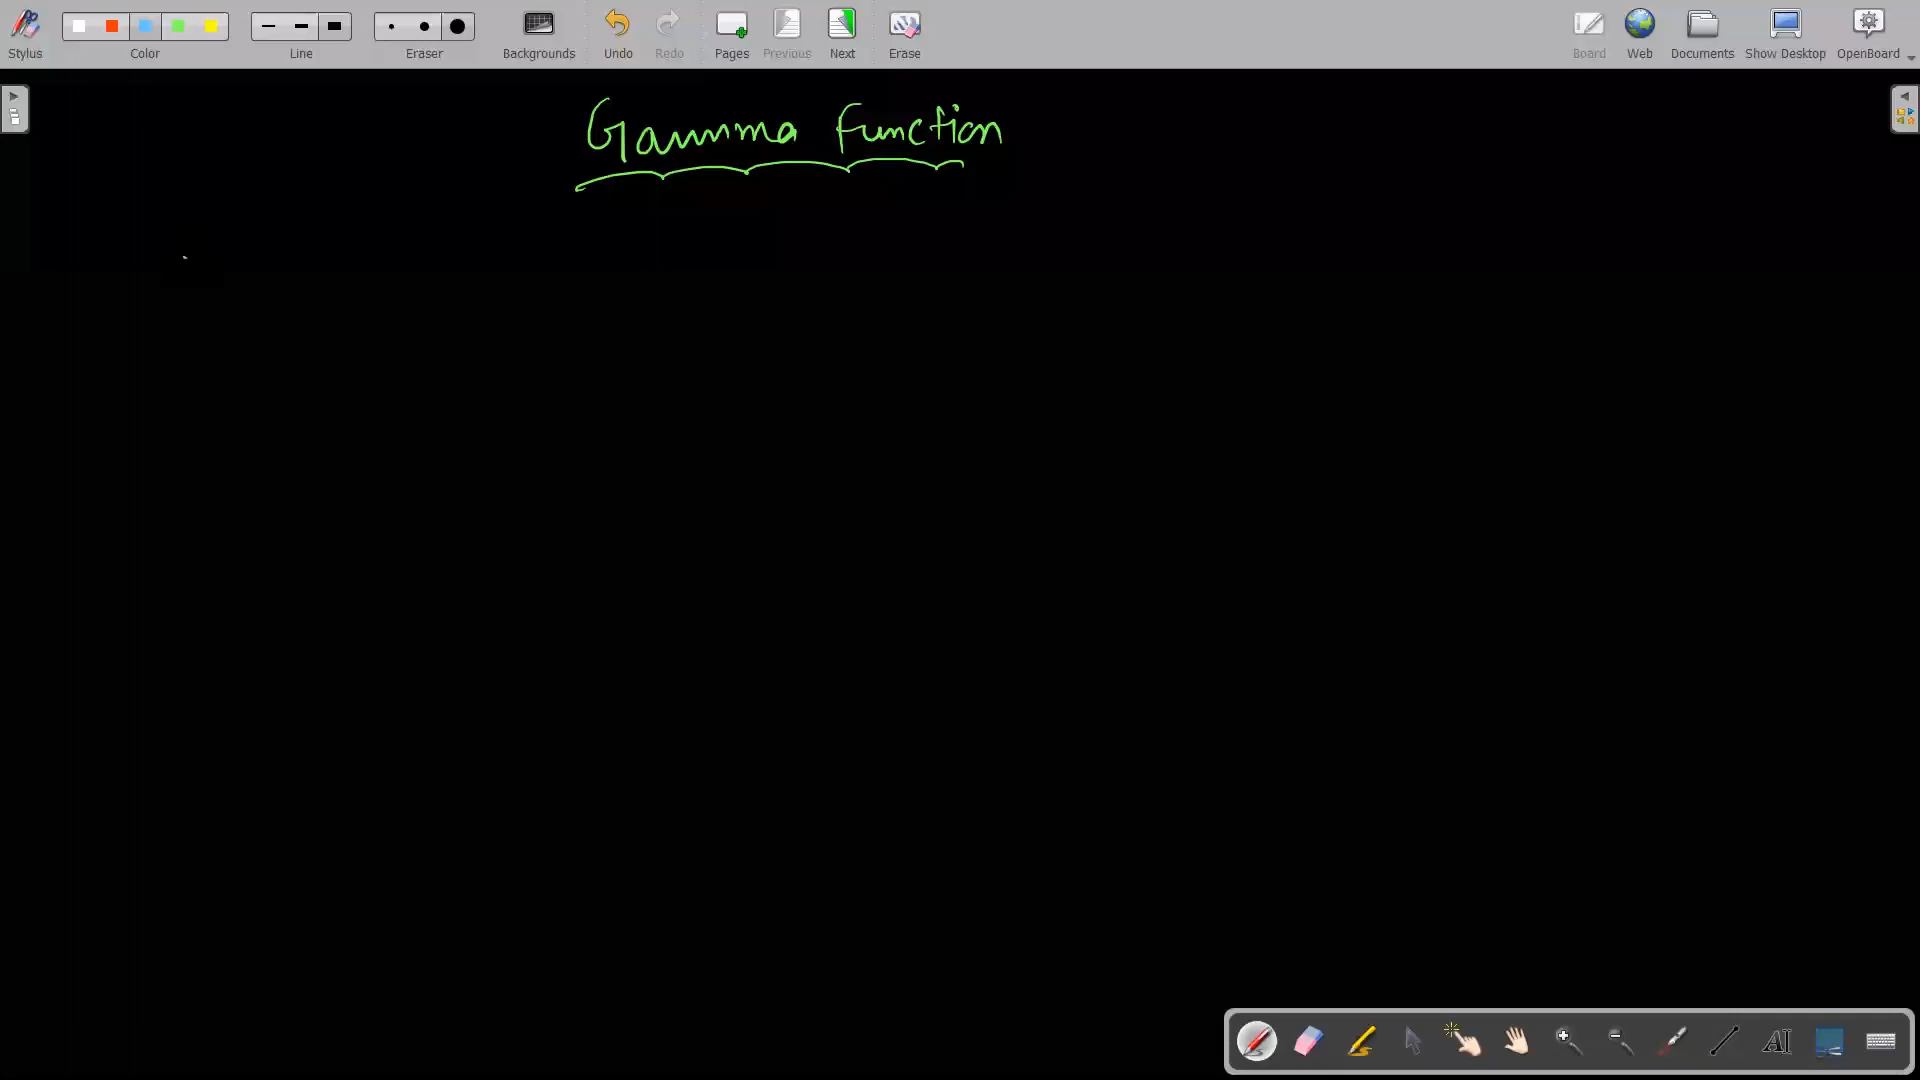 Stylus Color Line Eraser Backgrounds Undo Redo Pages Previous Next Erase Board Web Documents Show Desktop OpenBoard
Gamma Function
AI